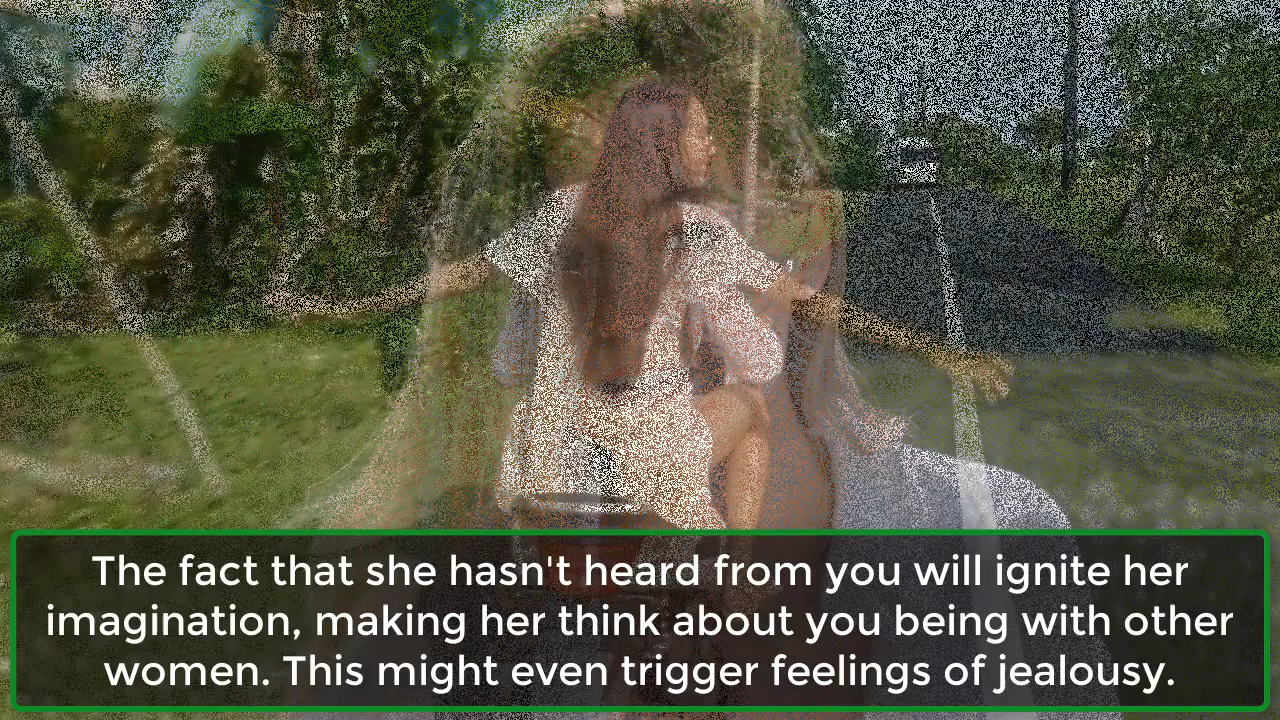 The fact that she hasn't heard from you will ignite her
imagination, making her think about you being with other
women. This might even trigger feelings of jealousy.